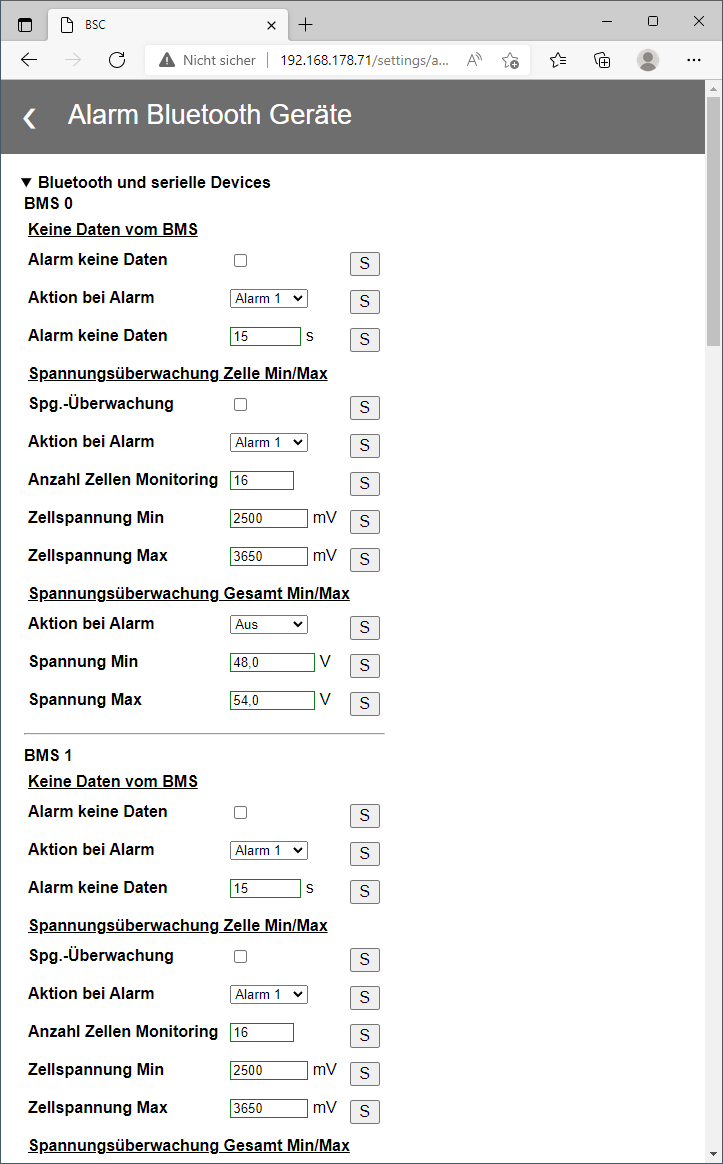 BSC
Nicht sicher 192.168.178.71/settings/a...
Alarm Bluetooth Geräte
Bluetooth und serielle Devices
BMS 0
Keine Daten vom BMS
Alarm keine Daten S
Aktion bei Alarm Alarm 1 S
Alarm keine Daten 15 s S
Spannungsüberwachung Zelle Min/Max
Spg.-Überwachung S
Aktion bei Alarm Alarm 1 S
Anzahl Zellen Monitoring 16 S
Zellspannung Min 2500 mV S
Zellspannung Max 3650 mV S
Spannungsüberwachung Gesamt Min/Max
Aktion bei Alarm Aus S
Spannung Min 48,0 V S
Spannung Max 54,0 V S
BMS 1
Keine Daten vom BMS
Alarm keine Daten S
Aktion bei Alarm Alarm 1 S
Alarm keine Daten 15 s S
Spannungsüberwachung Zelle Min/Max
Spg.-Überwachung S
Aktion bei Alarm Alarm 1 S
Anzahl Zellen Monitoring 16 S
Zellspannung Min 2500 mV S
Zellspannung Max 3650 mV S
Spannungsüberwachung Gesamt Min/Max